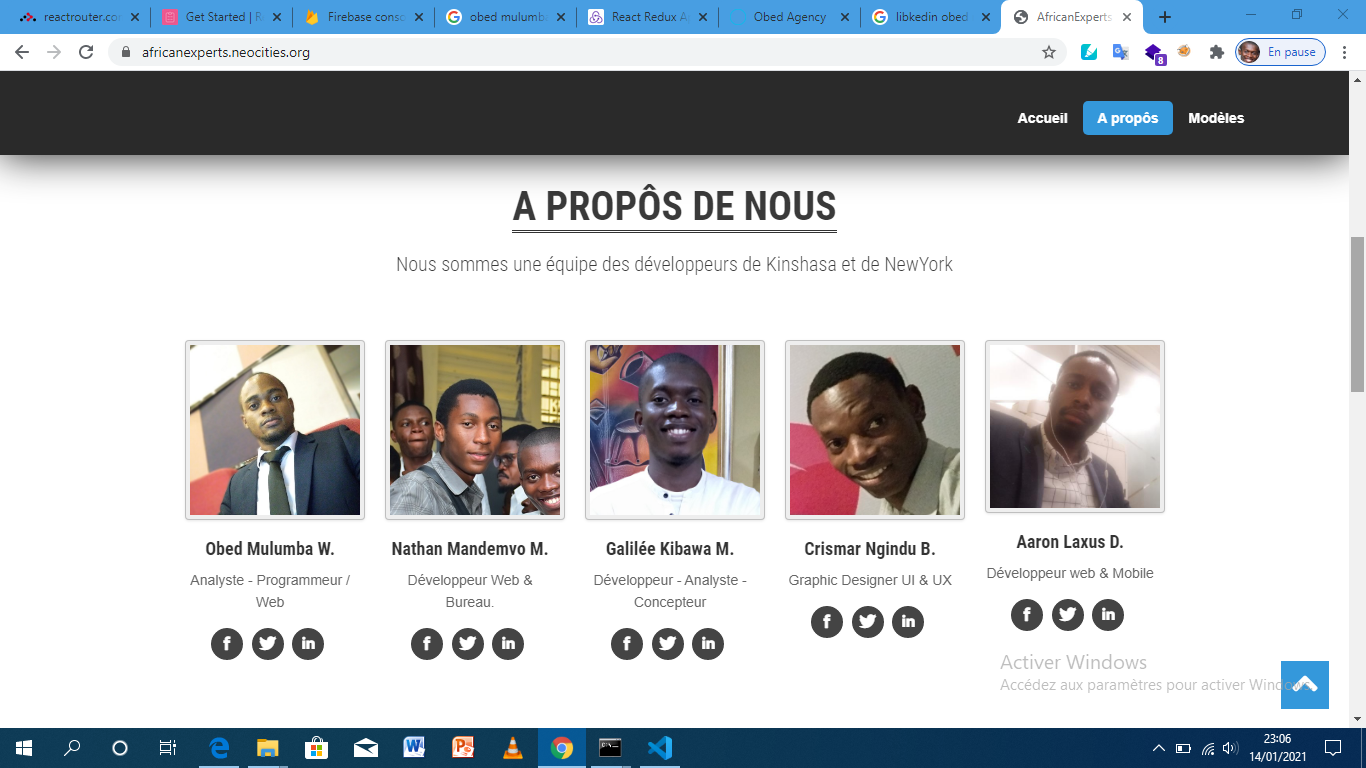 reactrouter.co
Get Started | R
Firebase conso
obed mulumb
React Redux A
Obed Agency
libkedin obed
AfricanExperts
africanexperts.neocities.org
8
En pause
Accueil
A propôs
Modèles
A PROPÔS DE NOUS
Nous sommes une équipe des développeurs de Kinshasa et de NewYork
Obed Mulumba W.
Nathan Mandemvo M.
Galilée Kibawa M.
Crismar Ngindu B.
Aaron Laxus D.
Analyste - Programmeur /
Web
Développeur Web &
Bureau.
Développeur - Analyste -
Concepteur
Graphic Designer UI & UX
Développeur web & Mobile
Activer Windows
Accédez aux paramètres pour activer Windows.
23:06
14/01/2021